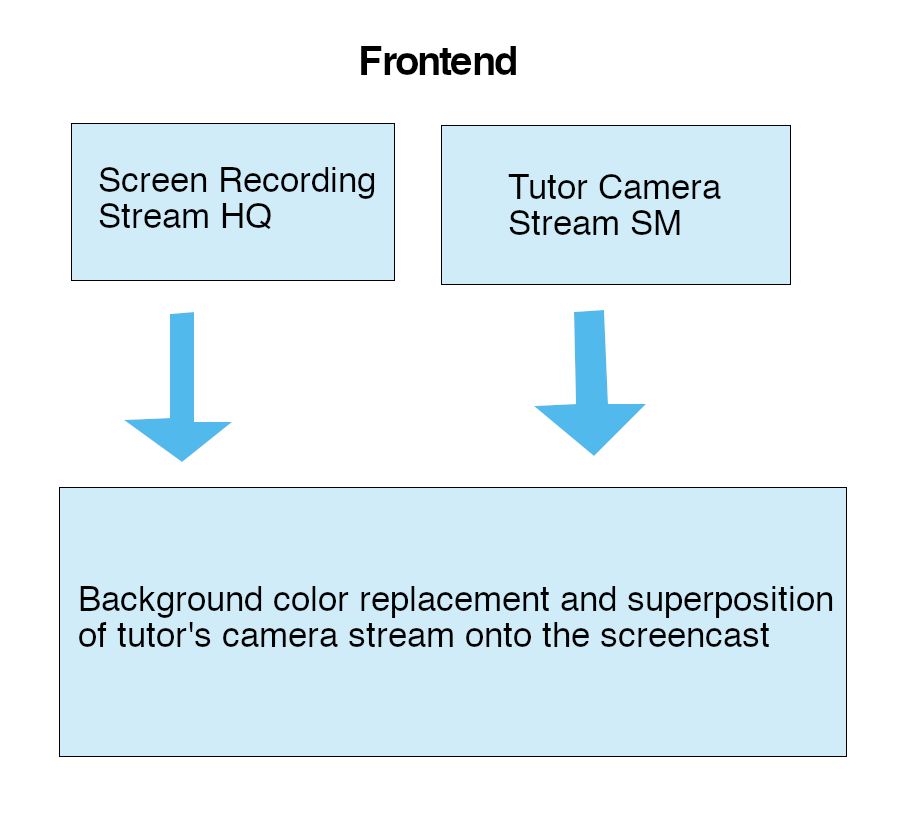 Frontend
Screen Recording
Stream HQ
Tutor Camera
Stream SM
Background color replacement and superposition
of tutor's camera stream onto the screencast